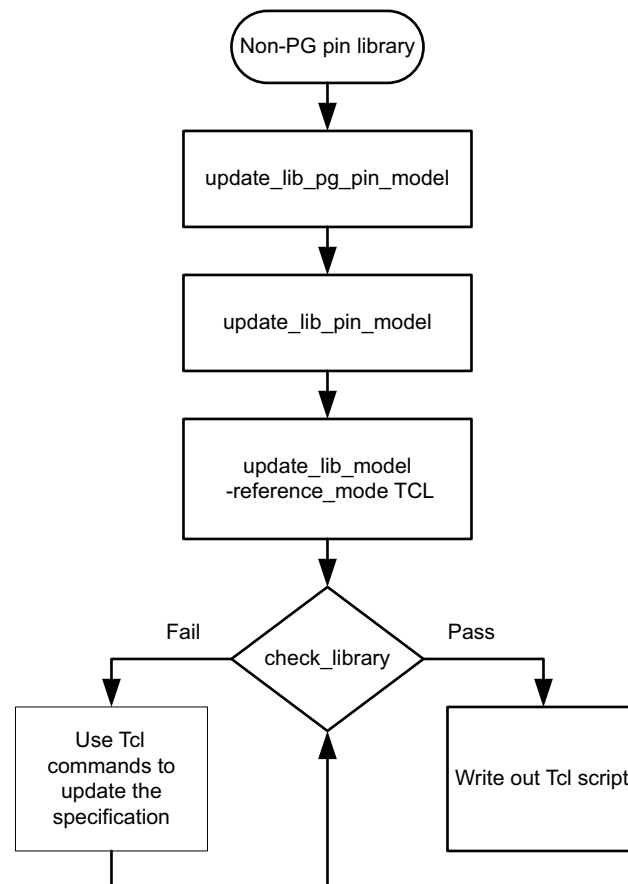 Non-PG pin library
update_lib_pg_pin_model
update_lib_pin_model
update_lib_model
-reference_mode TCL
Fail
Pass
check_library
Use Tcl
commands to
update the
specification
Write out Tcl script